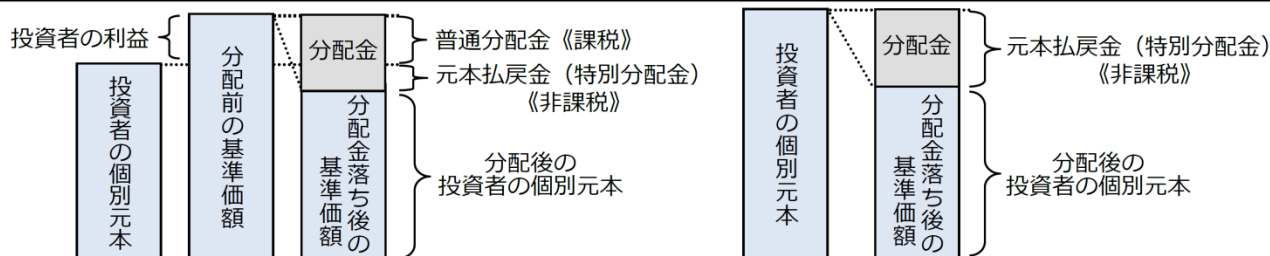 投資者の利益
投資者の個別元本
分配前の基準価額
分配金
分配金落ち後の
基準価額
普通分配金《課税》
元本払戻金（特別分配金）
《非課税》
分配後の
投資者の個別元本
投資者の個別元本
分配金
分配金落ち後の
基準価額
元本払戻金（特別分配金）
《非課税》
分配後の
投資者の個別元本